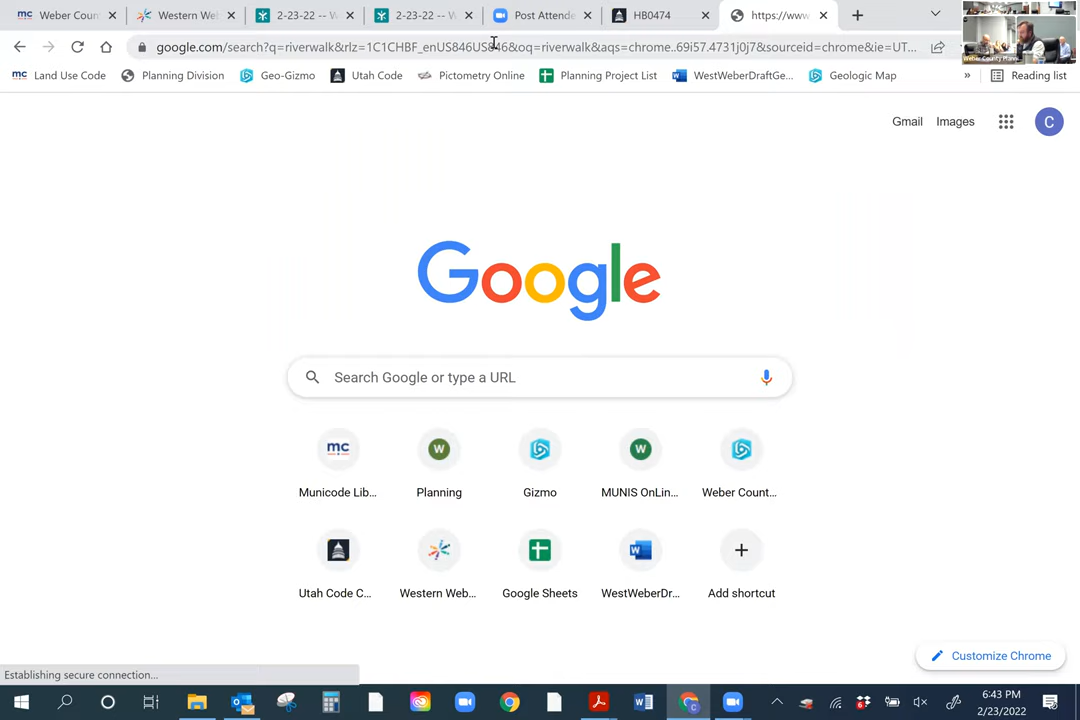 Weber Coun
Western Web
2-23-22 -- W
2-23-22 -- W
Post Attende
HB0474
https://www
google.com/search?q=riverwalk&rlz=1C1CHBF_enUS846US846&oq=riverwalk&aqs=chrome..69i57.4731j0j7&sourceid=chrome&ie=UT...
mc Land Use Code
Planning Division
Geo-Gizmo
Utah Code
Pictometry Online
Planning Project List
WestWeberDraftGe...
Geologic Map
»
Reading list
Gmail Images
C
Google
Search Google or type a URL
mc W W
Municode Lib... Planning Gizmo MUNIS OnLin... Weber Count...
Utah Code C... Western Web... Google Sheets WestWeberDr... Add shortcut
Customize Chrome
Establishing secure connection...
6:43 PM
2/23/2022